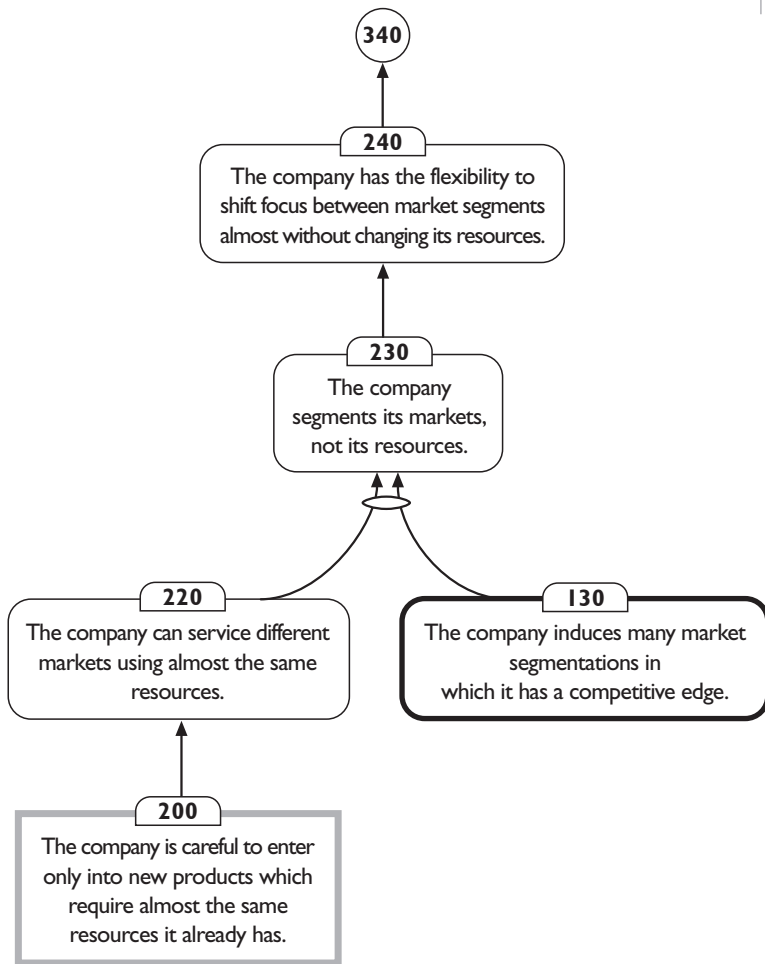 340
240
The company has the flexibility to
shift focus between market segments
almost without changing its resources.
230
The company
segments its markets,
not its resources.
220
The company can service different
markets using almost the same
resources.
130
The company induces many market
segmentations in
which it has a competitive edge.
200
The company is careful to enter
only into new products which
require almost the same
resources it already has.